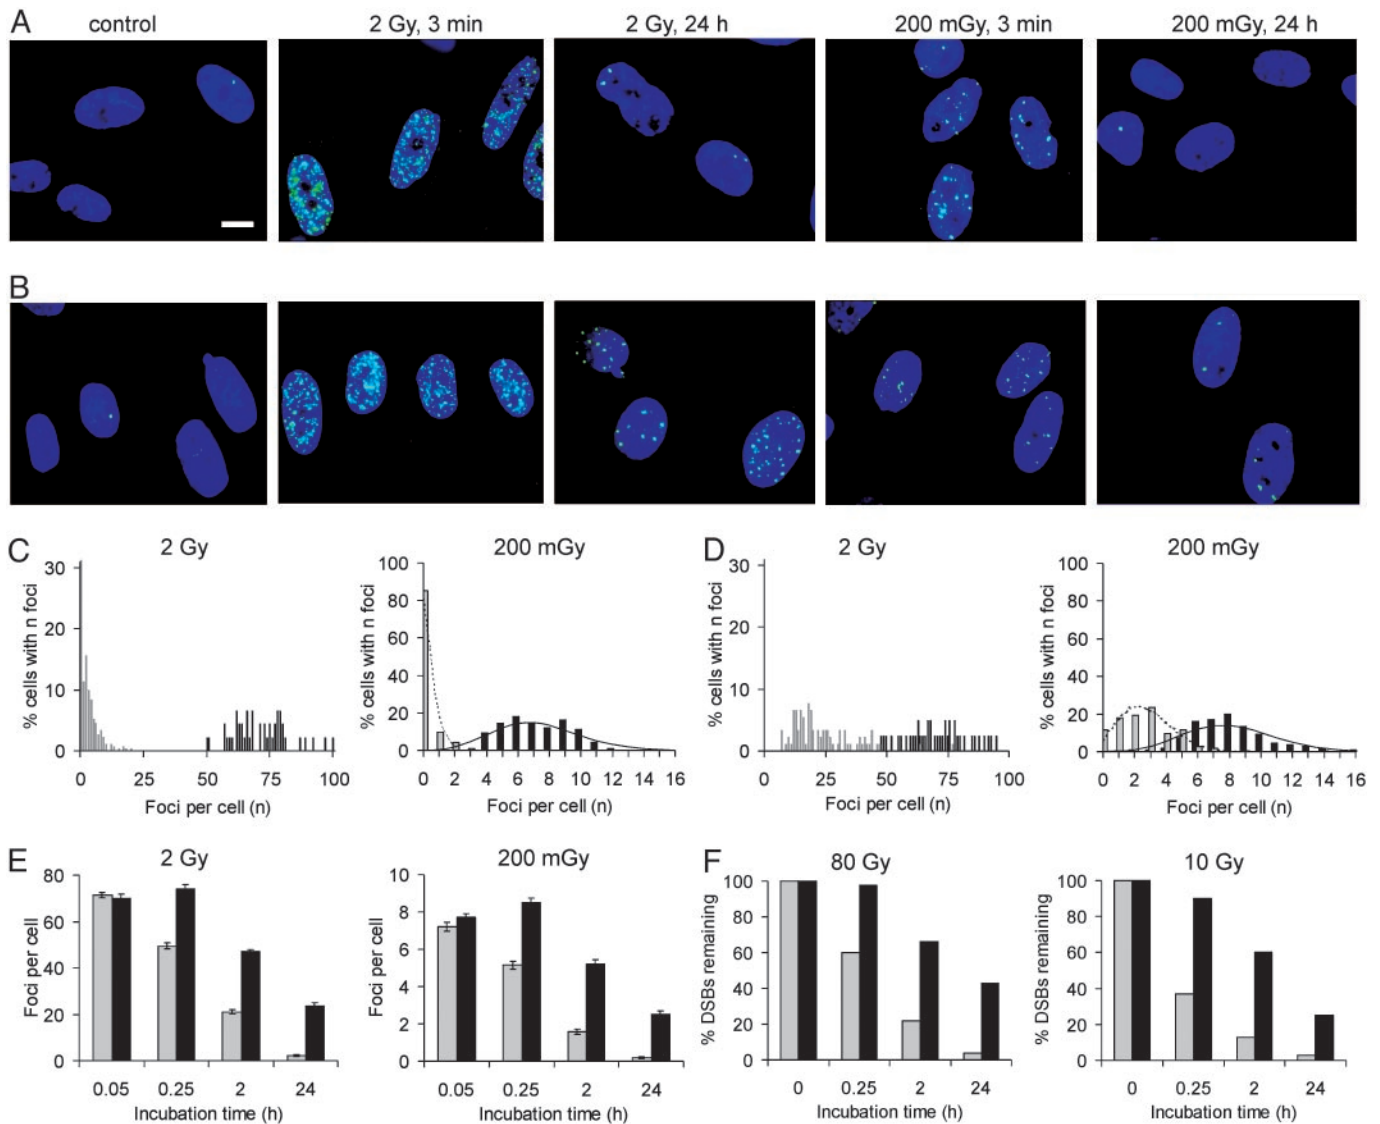 A
control
2 Gy, 3 min
2 Gy, 24 h
200 mGy, 3 min
200 mGy, 24 h
B
C
2 Gy
% cells with n foci
30
20
10
0
0 25 50 75 100
Foci per cell (n)
200 mGy
% cells with n foci
100
80
60
40
20
0
0 2 4 6 8 10 12 14 16
Foci per cell (n)
D
2 Gy
% cells with n foci
30
20
10
0
0 25 50 75 100
Foci per cell (n)
200 mGy
% cells with n foci
100
80
60
40
20
0
0 2 4 6 8 10 12 14 16
Foci per cell (n)
E
2 Gy
Foci per cell
80
60
40
20
0
0.05 0.25 2 24
Incubation time (h)
200 mGy
Foci per cell
10
8
6
4
2
0
0.05 0.25 2 24
Incubation time (h)
F
80 Gy
% DSBs remaining
100
80
60
40
20
0
0 0.25 2 24
Incubation time (h)
10 Gy
% DSBs remaining
100
80
60
40
20
0
0 0.25 2 24
Incubation time (h)